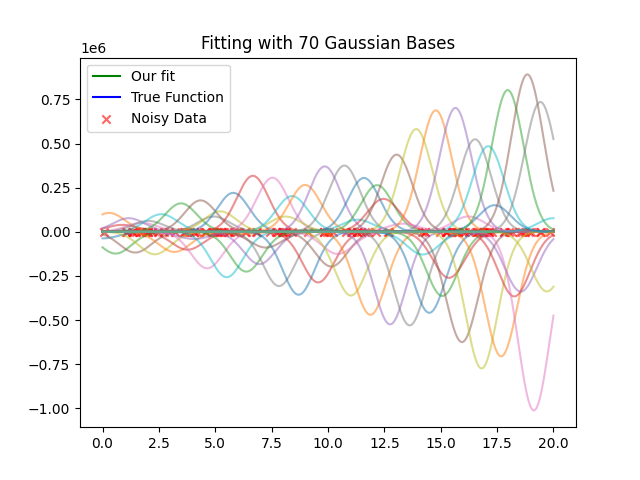 Fitting with 70 Gaussian Bases
1e6
Our fit
True Function
Noisy Data
0.75
0.50
0.25
0.00
−0.25
−0.50
−0.75
−1.00
0.0 2.5 5.0 7.5 10.0 12.5 15.0 17.5 20.0